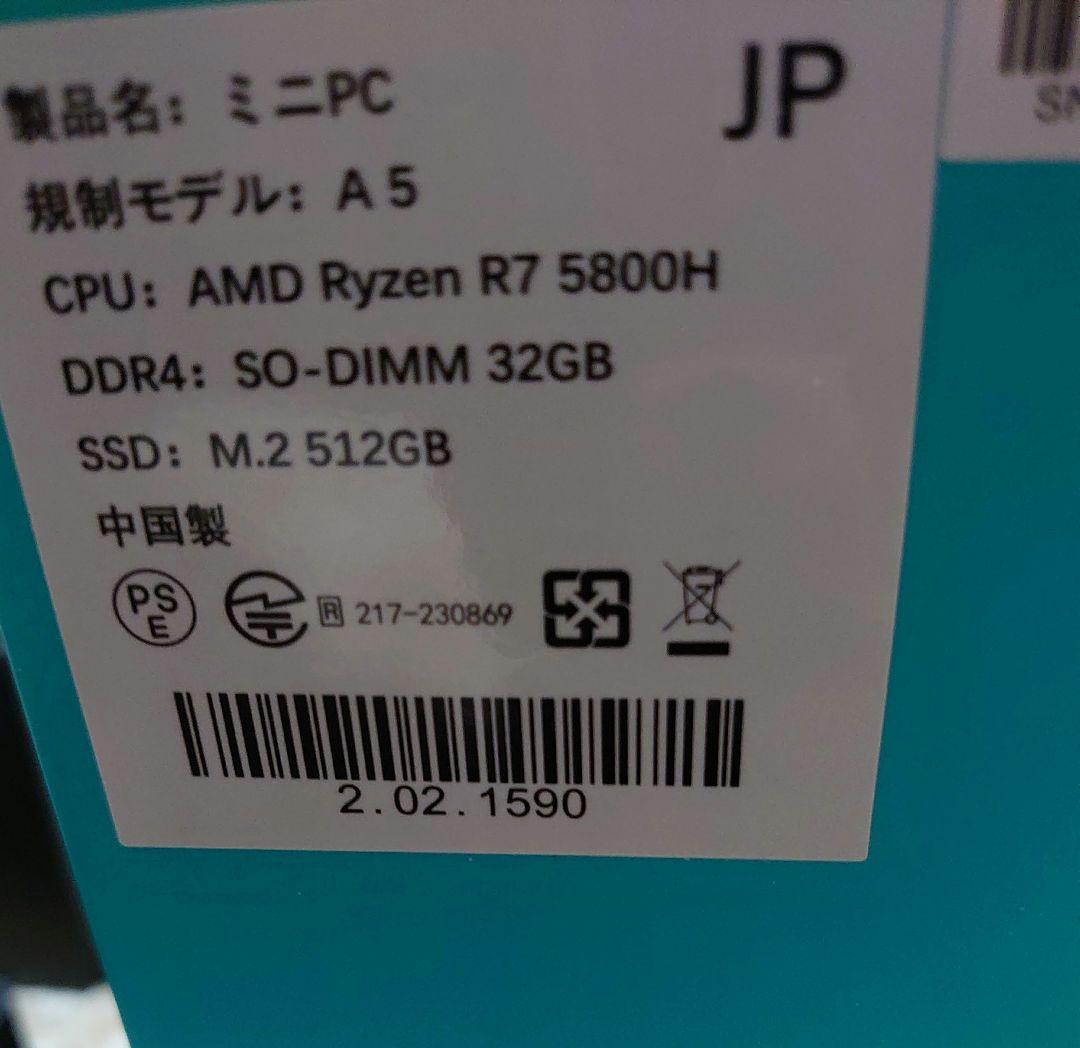 製品名: ミニPC
JP
規制モデル: A 5
CPU: AMD Ryzen R7 5800H
DDR4: SO-DIMM 32GB
SSD: M.2 512GB
中国製
PS
E
R 217-230869
2.02.1590